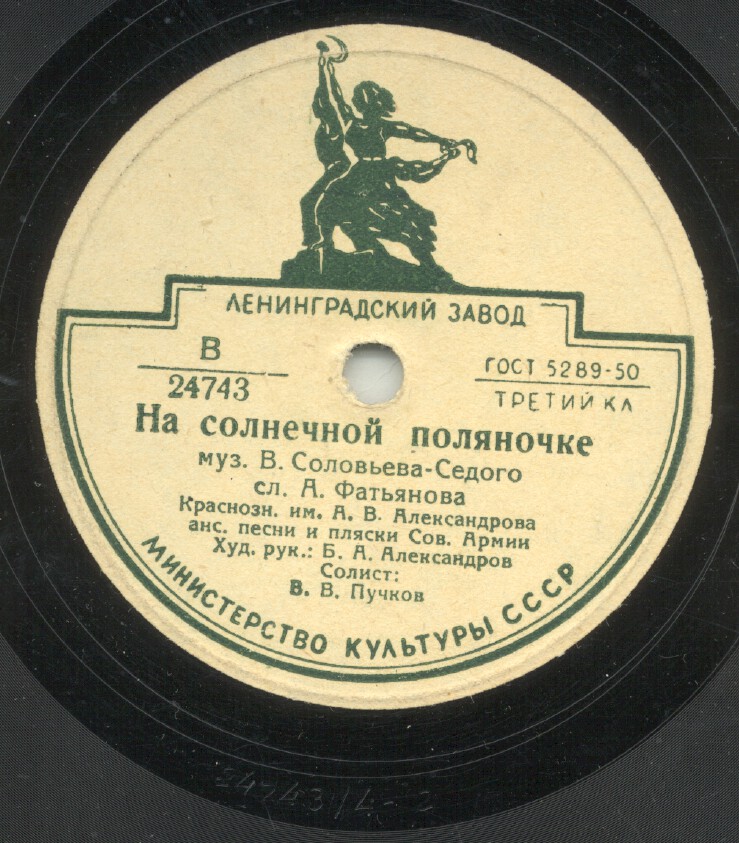 ЛЕНИНГРАДСКИЙ ЗАВОД
В
24743
ГОСТ 5289-50
ТРЕТИЙ КЛ
На солнечной поляночке
муз. В. Соловьева-Седого
сл. А. Фатьянова
Краснозн. им. А. В. Александрова
анс. песни и пляски Сов. Армии
Худ. рук.: Б. А. Александров
Солист:
В. В. Пучков
МИНИСТЕРСТВО КУЛЬТУРЫ СССР
24743/4-2